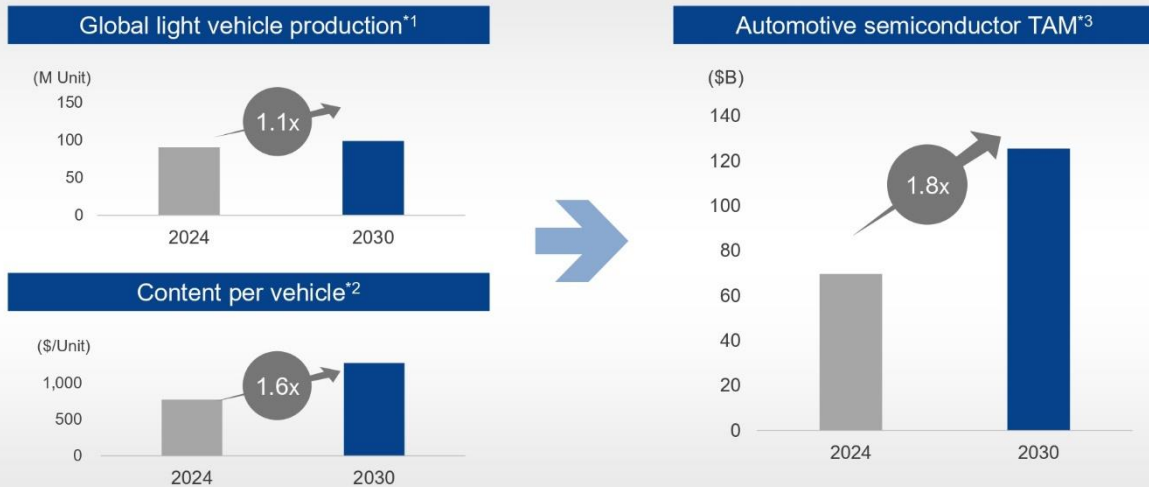 Global light vehicle production*1
(M Unit)
150
100
50
0
1.1x
2024 2030
Content per vehicle*2
($/Unit)
1,000
500
0
1.6x
2024 2030
Automotive semiconductor TAM*3
($B)
140
120
100
80
60
40
20
0
1.8x
2024 2030